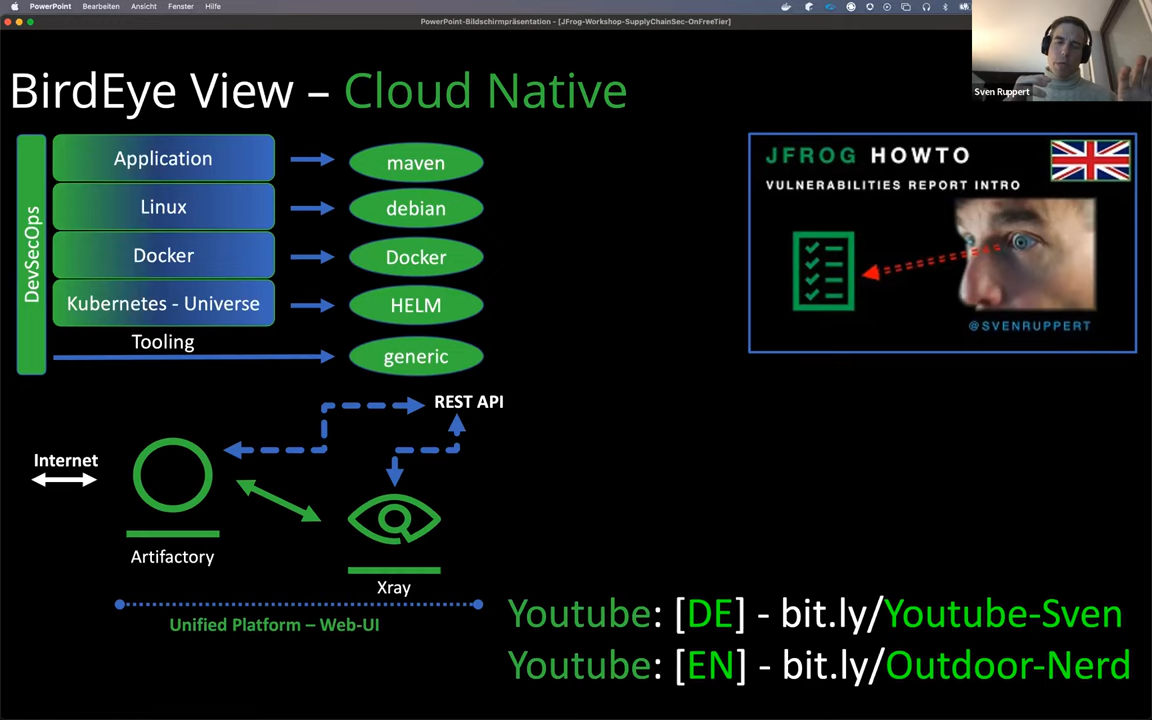 PowerPoint Bearbeiten Ansicht Fenster Hilfe
PowerPoint-Bildschirmpräsentation - [JFrog-Workshop-SupplyChainSec-OnFreeTier]
Sven Ruppert
BirdEye View – Cloud Native
DevSecOps
Application
maven
Linux
debian
Docker
Docker
Kubernetes - Universe
HELM
Tooling
generic
JFROG HOWTO
VULNERABILITIES REPORT INTRO
@SVENRUPPERT
REST API
Internet
Artifactory
Xray
Unified Platform – Web-UI
Youtube: [DE] - bit.ly/Youtube-Sven
Youtube: [EN] - bit.ly/Outdoor-Nerd